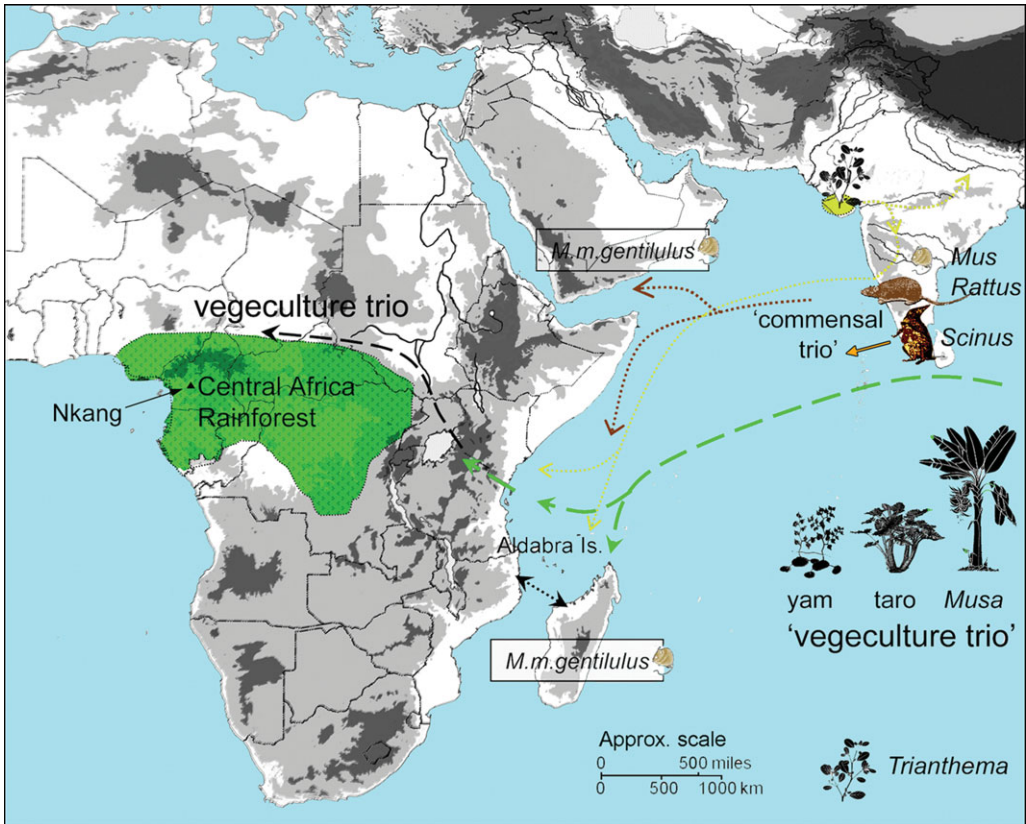 M.m.gentilulus
Mus
Rattus
'commensal
trio'
Scinus
vegeculture trio
Central Africa
Rainforest
Nkang
Aldabra Is.
yam
taro
Musa
'vegeculture trio'
M.m.gentilulus
Approx. scale
0
500 miles
0
500
1000 km
Trianthema